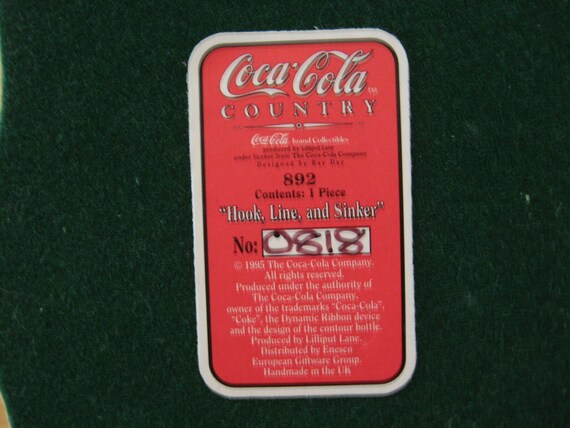 Coca-Cola™
COUNTRY
Coca-Cola brand Collectibles
produced by Lilliput Lane
under license from The Coca-Cola Company
Designed by Ray Day
892
Contents: 1 Piece
"Hook, Line, and Sinker"
No: 0818
© 1995 The Coca-Cola Company.
All rights reserved.
Produced under the authority of
The Coca-Cola Company,
owner of the trademarks "Coca-Cola",
"Coke", the Dynamic Ribbon device
and the design of the contour bottle.
Produced by Lilliput Lane.
Distributed by Enesco
European Giftware Group.
Handmade in the UK